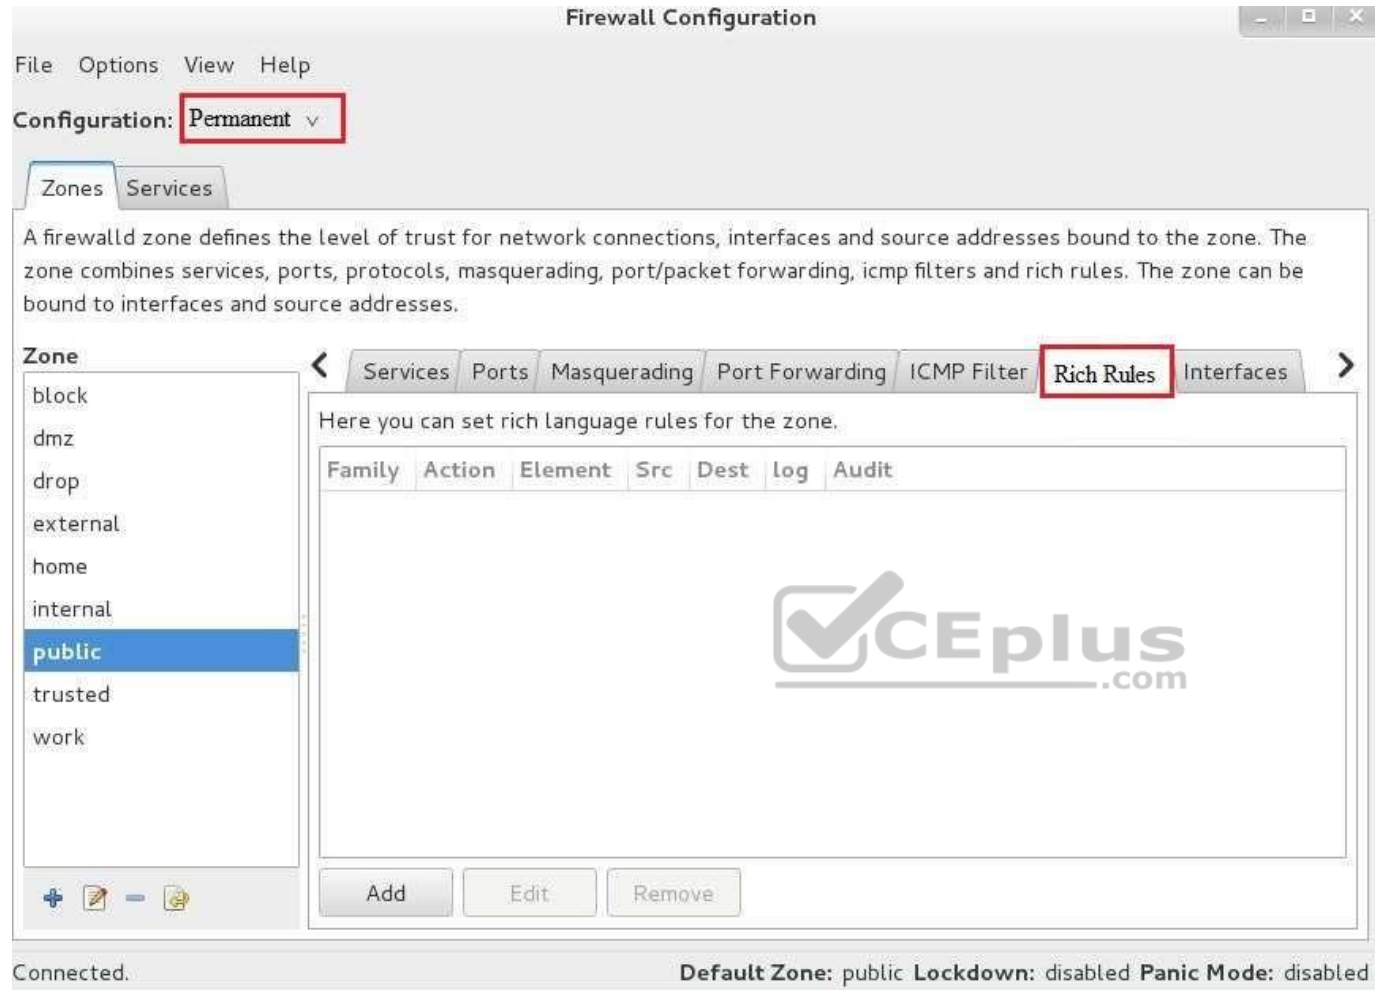 Firewall Configuration
File Options View Help
Configuration: Permanent
Zones Services
A firewalld zone defines the level of trust for network connections, interfaces and source addresses bound to the zone. The
zone combines services, ports, protocols, masquerading, port/packet forwarding, icmp filters and rich rules. The zone can be
bound to interfaces and source addresses.
Zone
block
dmz
drop
external
home
internal
public
trusted
work
Services Ports Masquerading Port Forwarding ICMP Filter Rich Rules Interfaces
Here you can set rich language rules for the zone.
Family Action Element Src Dest log Audit
CEplus
.com
Add Edit Remove
Connected.
Default Zone: public Lockdown: disabled Panic Mode: disabled